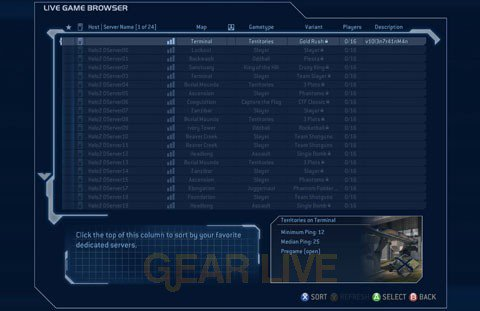 LIVE GAME BROWSER
Host | Server Name [1 of 24] Map Gametype Variant Players Description
Terminal Territories Gold Rush 0/16
Halo2 DServer00 Lockout Slayer Slayer 0/16
Halo2 DServer01 Backwash Oddball Fiesta 0/16
Halo2 DServer02 Sanctuary King of the Hill Crazy King 0/16
Halo2 DServer03 Terminal Slayer Team Slayer 0/16
Halo2 DServer04 Burial Mounds Territories 3 Plots 0/16
Halo2 DServer05 Ascension Slayer Phantoms 0/16
Halo2 DServer06 Coagulation Capture the Flag CTF Classic 0/16
Halo2 DServer07 Zanzibar Slayer Slayer 0/16
Halo2 DServer08 Burial Mounds Territories 3 Plots 0/16
Halo2 DServer09 Ivory Tower Oddball Rocketball 0/16
Halo2 DServer10 Beaver Creek Slayer Team Shotguns 0/16
Halo2 DServer11 Beaver Creek Slayer Team Shotguns 0/16
Halo2 DServer12 Headlong Assault Single Bomb 0/16
Halo2 DServer13 Burial Mounds Territories 3 Plots 0/16
Halo2 DServer14 Zanzibar Slayer Slayer 0/16
Halo2 DServer15 Ascension Slayer Phantoms 0/16
Halo2 DServer17 Elongation Juggernaut Phantom Fodder... 0/16
Halo2 DServer18 Foundation Slayer Team Shotguns 0/16
Halo2 DServer19 Headlong Assault Single Bomb 0/16
Click the top of this column to sort by your favorite
dedicated servers.
Territories on Terminal
Minimum Ping: 12
Median Ping: 25
Pregame [open]
GEAR LIVE
X SORT Y REFRESH A SELECT B BACK